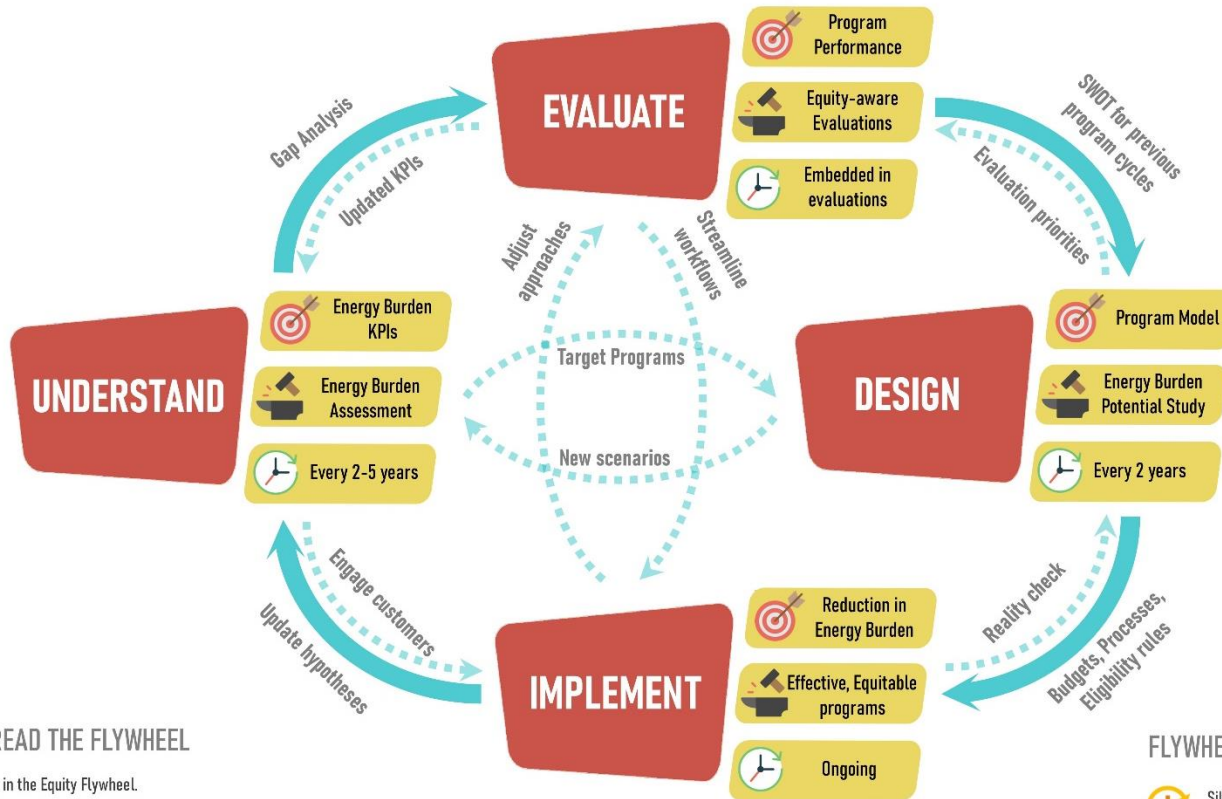 EVALUATE
Program
Performance
Equity-aware
Evaluations
Embedded in
evaluations
Gap Analysis
Updated KPIs
SWOT for previous
program cycles
Evaluation priorities
Adjust
approaches
Streamline
workflows
UNDERSTAND
Energy Burden
KPIs
Energy Burden
Assessment
Every 2-5 years
Target Programs
New scenarios
DESIGN
Program Model
Energy Burden
Potential Study
Every 2 years
Engage customers
Update hypotheses
IMPLEMENT
Reduction in
Energy Burden
Effective, Equitable
programs
Ongoing
Reality check
Budgets, Processes,
Eligibility rules
READ THE FLYWHEEL
in the Equity Flywheel.